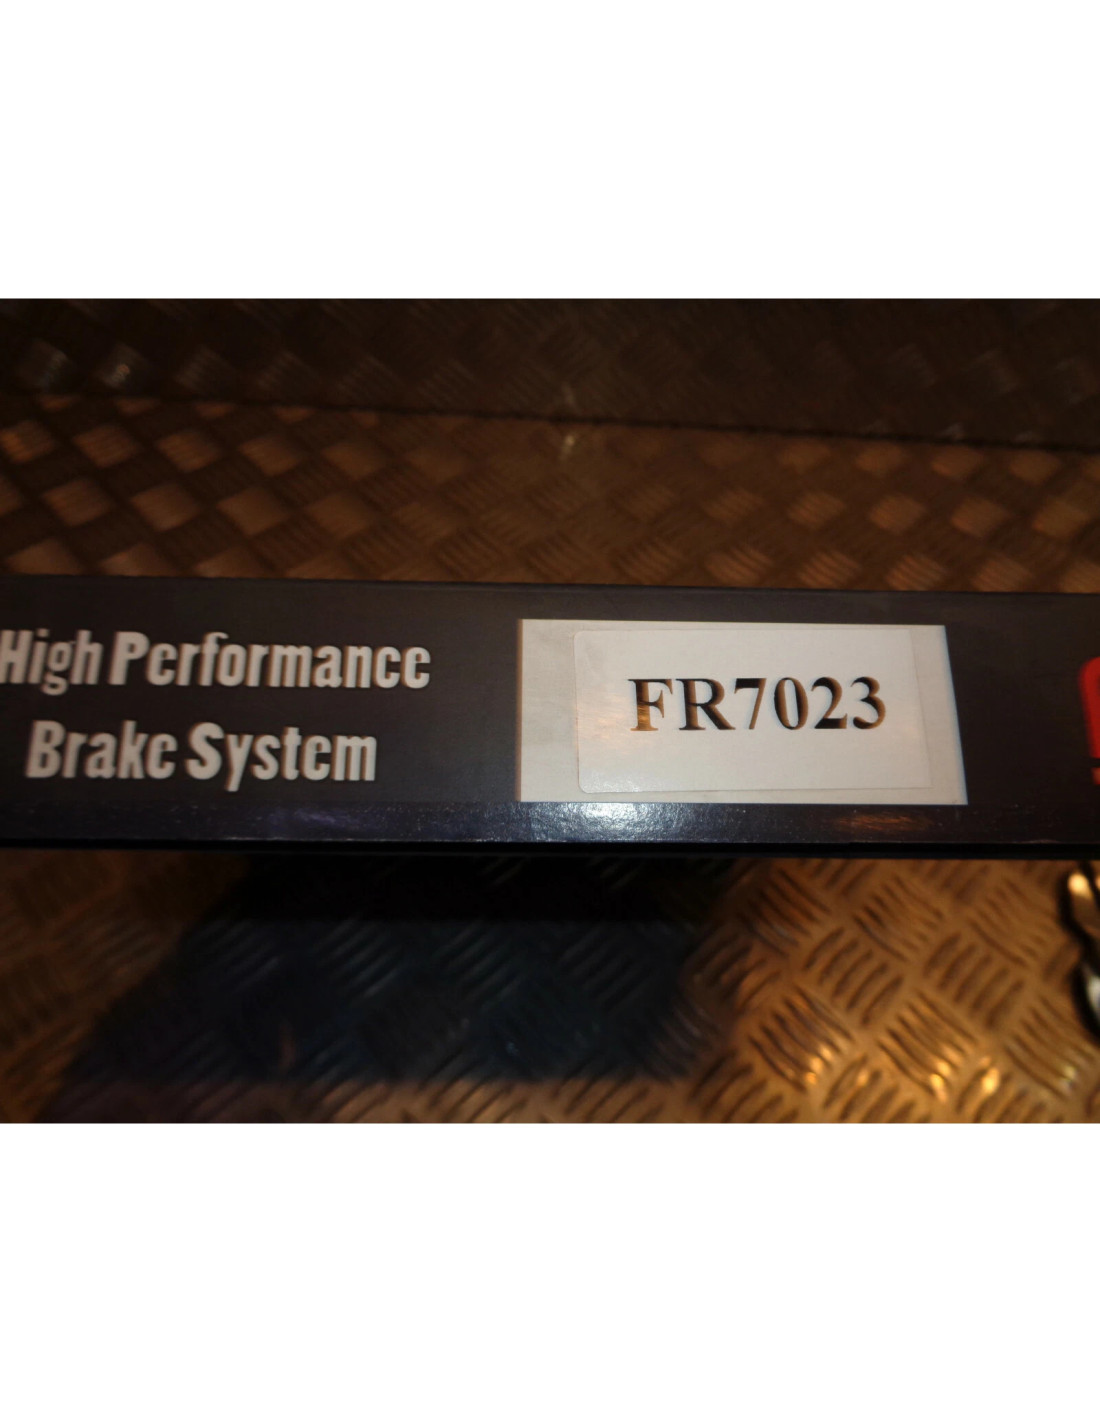 High Performance
Brake System
FR7023